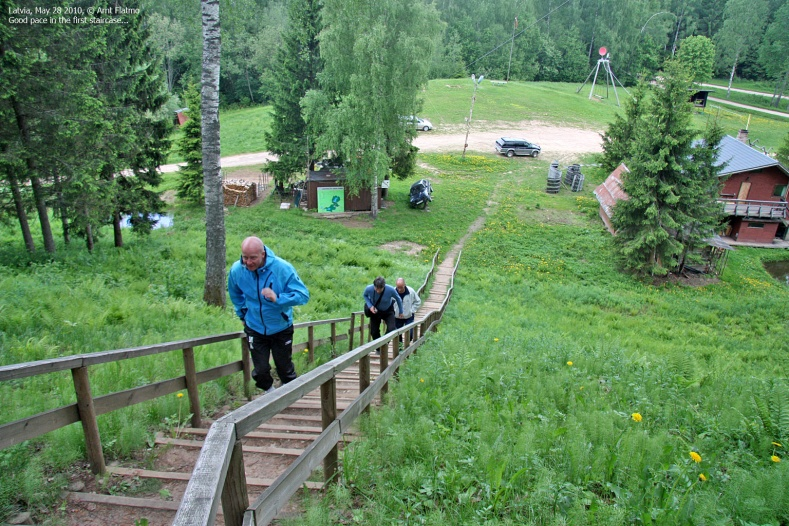 Latvia, May 28 2010, © Arnt Flatmo
Good pace in the first staircase...